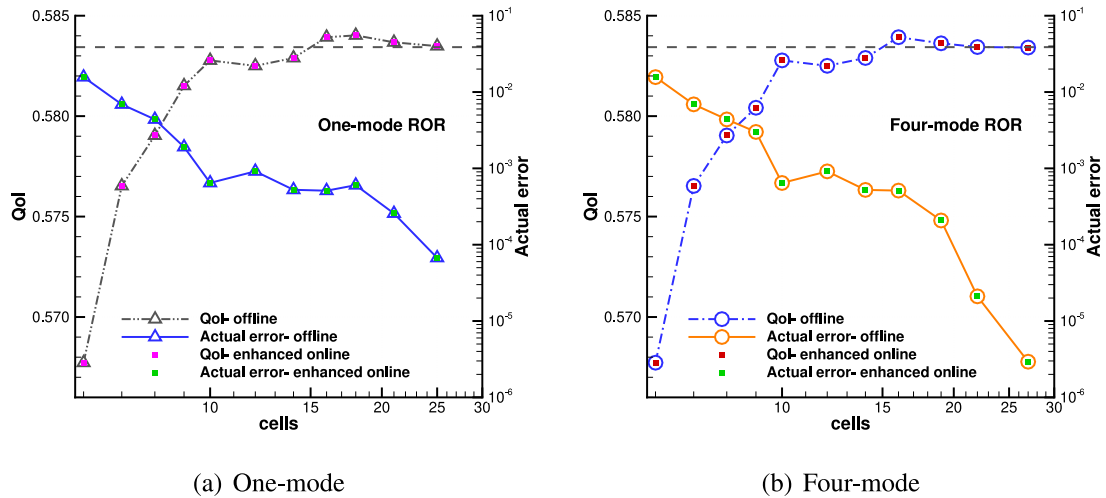 0.585
0.580
0.575
0.570
QoI
10
15
20
25
30
cells
10-1
10-2
10-3
10-4
10-5
10-6
Actual error
One-mode ROR
QoI- offline
Actual error- offline
QoI- enhanced online
Actual error- enhanced online
(a) One-mode
0.585
0.580
0.575
0.570
QoI
10
15
20
25
30
cells
10-1
10-2
10-3
10-4
10-5
10-6
Actual error
Four-mode ROR
QoI- offline
Actual error- offline
QoI- enhanced online
Actual error- enhanced online
(b) Four-mode